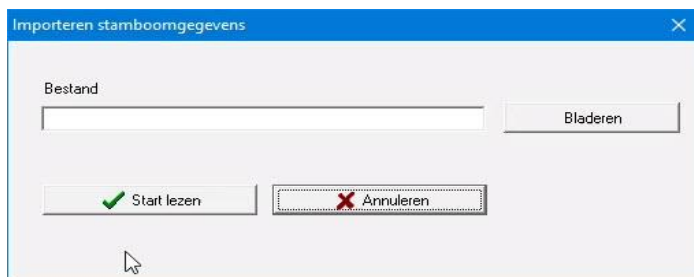 Importeren stamboomgegevens
Bestand
Bladeren
Start lezen
Annuleren